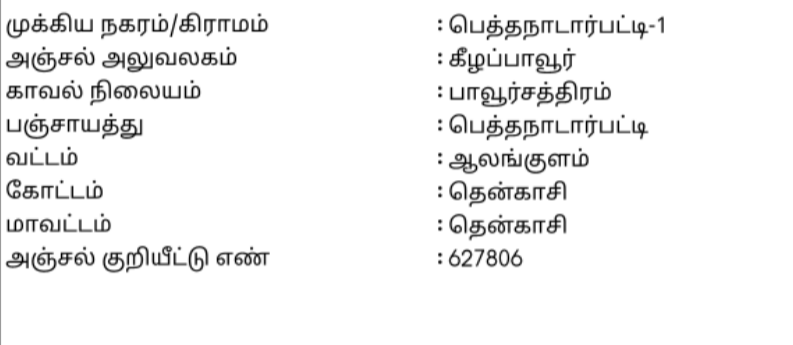 முக்கிய நகரம்/கிராமம் : பெத்தநாடார்பட்டி-1
அஞ்சல் அலுவலகம் : கீழப்பாவூர்
காவல் நிலையம் : பாவூர்சத்திரம்
பஞ்சாயத்து : பெத்தநாடார்பட்டி
வட்டம் : ஆலங்குளம்
கோட்டம் : தென்காசி
மாவட்டம் : தென்காசி
அஞ்சல் குறியீட்டு எண் : 627806